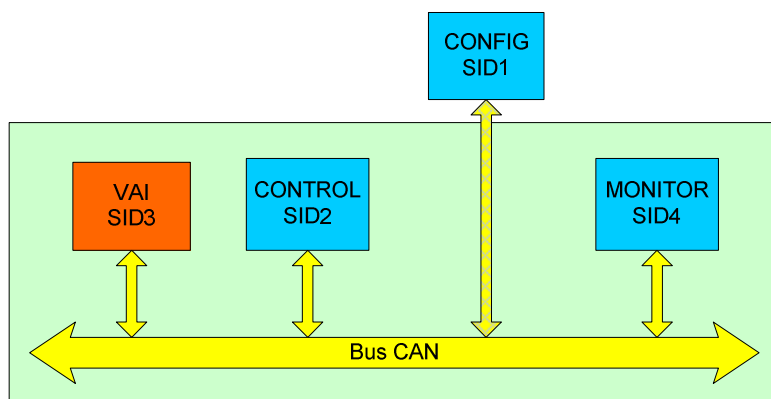 CONFIG
SID1
VAI
SID3
CONTROL
SID2
MONITOR
SID4
Bus CAN